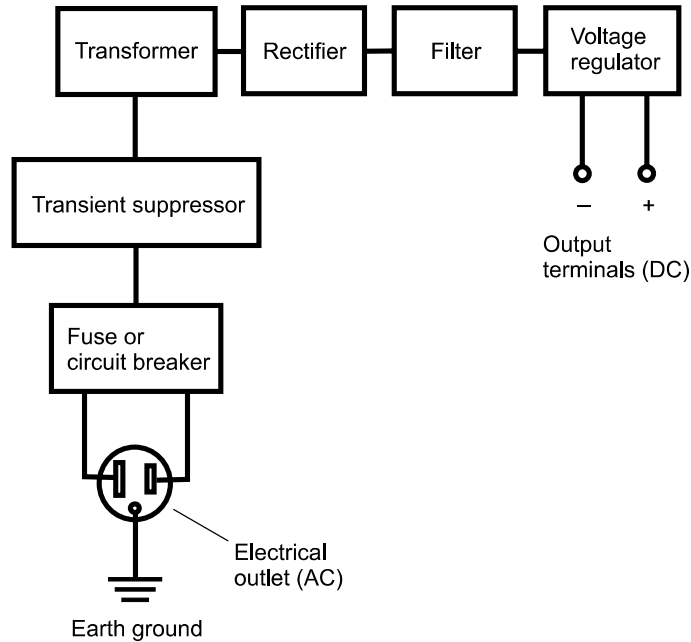 Transformer
Rectifier
Filter
Voltage
regulator
Transient suppressor
– +
Output
terminals (DC)
Fuse or
circuit breaker
Electrical
outlet (AC)
Earth ground